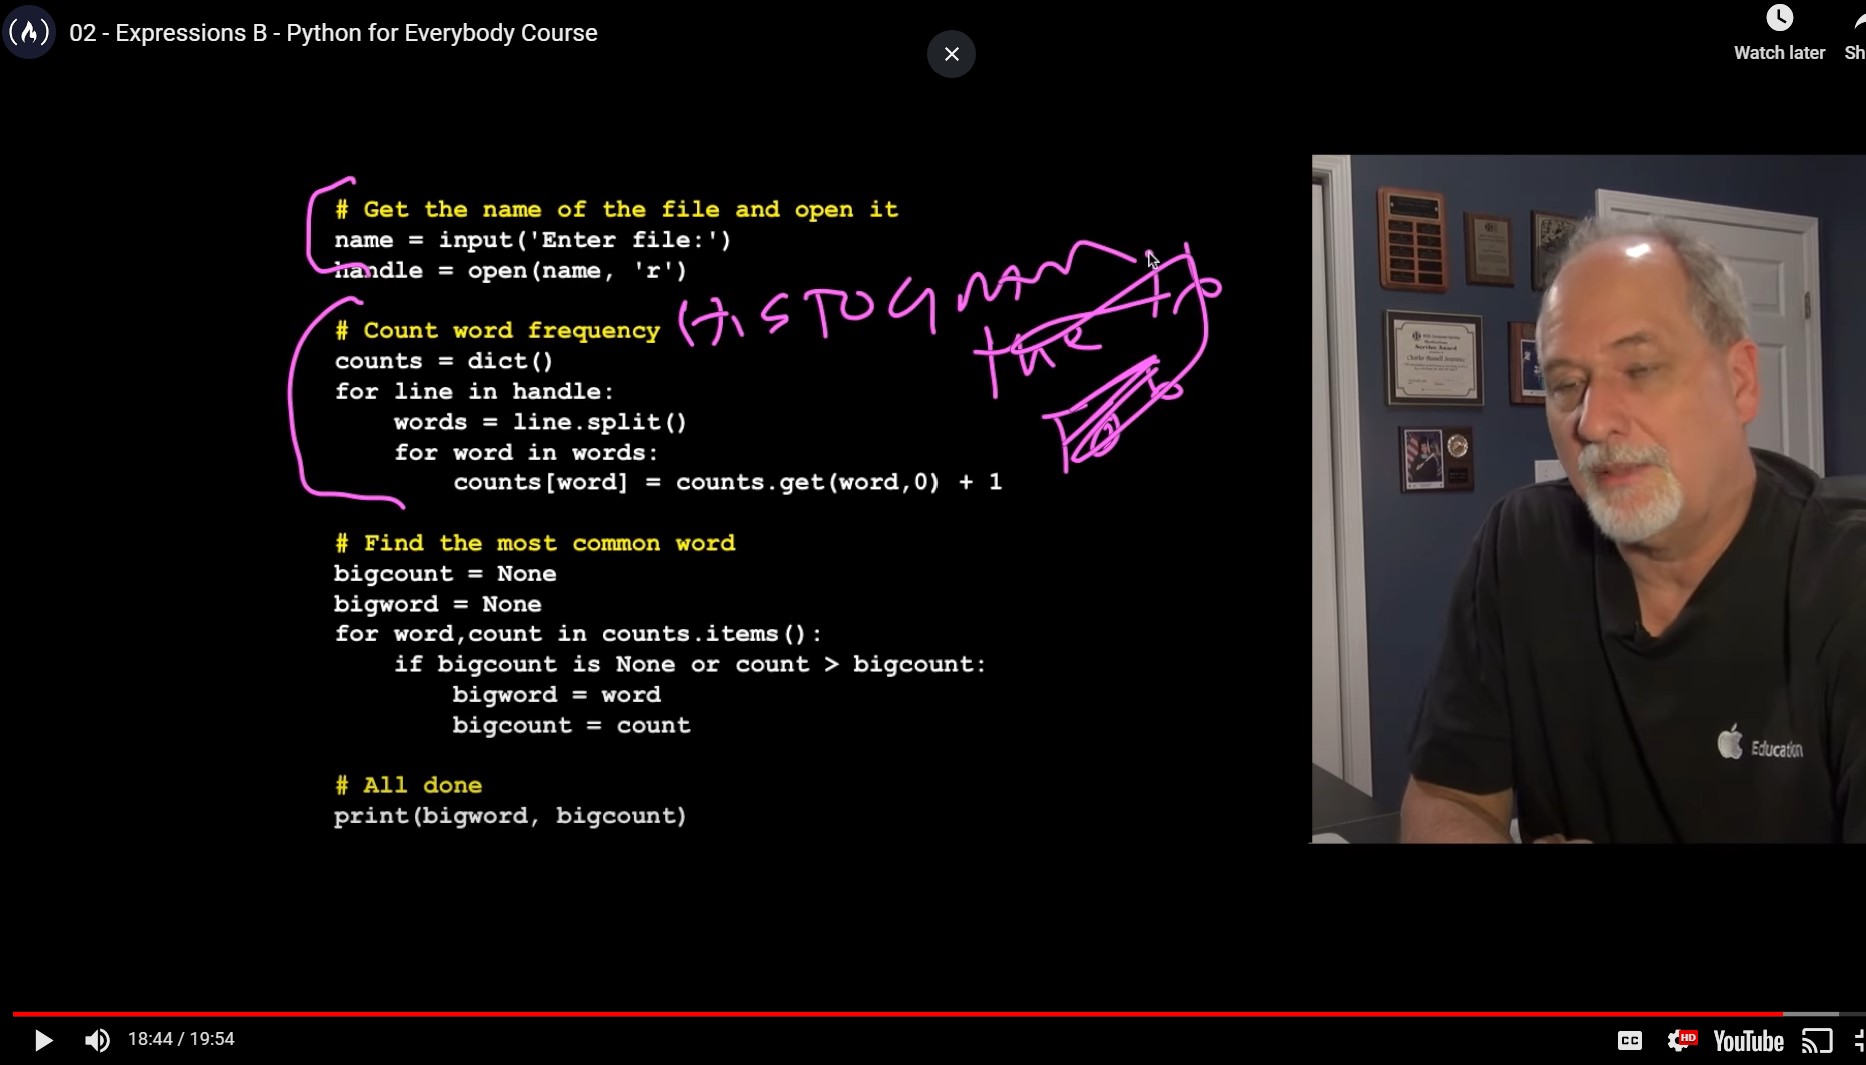 02 - Expressions B - Python for Everybody Course
Watch later
Sh
# Get the name of the file and open it
name = input('Enter file:')
handle = open(name, 'r')
# Count word frequency
counts = dict()
for line in handle:
    words = line.split()
    for word in words:
        counts[word] = counts.get(word,0) + 1
# Find the most common word
bigcount = None
bigword = None
for word,count in counts.items():
    if bigcount is None or count > bigcount:
        bigword = word
        bigcount = count
# All done
print(bigword, bigcount)
HISTOGRAM
the
to
Service Award
Education
18:44 / 19:54
CC
HD
YouTube